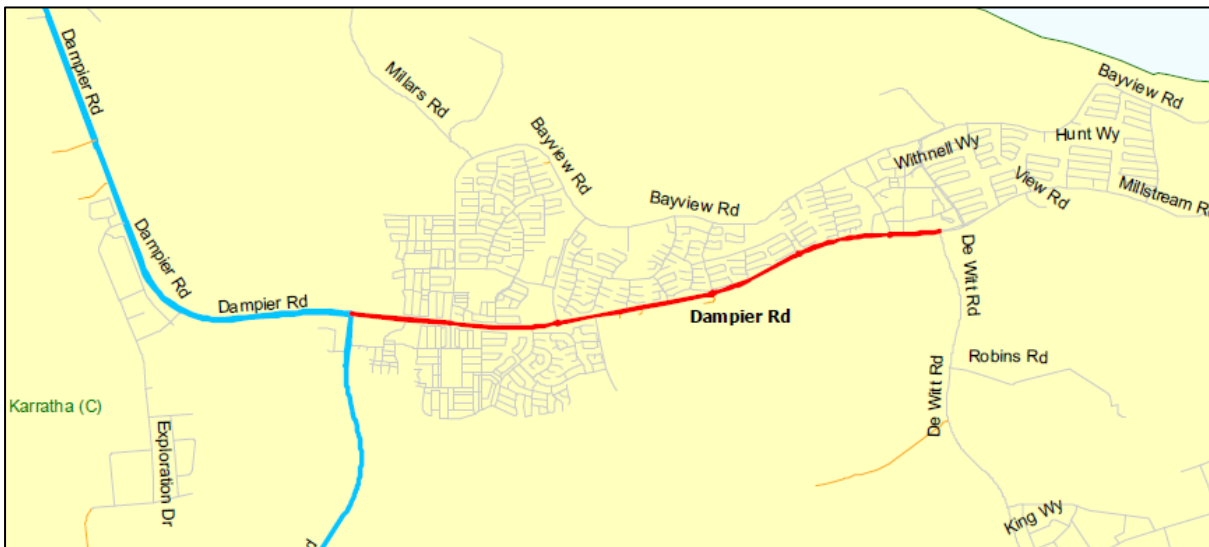 Dampier Rd
Millars Rd
Bayview Rd
Bayview Rd
Hunt Wy
Withnell Wy
View Rd
Millstream R
Bayview Rd
Dampier Rd
Dampier Rd
De Witt Rd
Dampier Rd
Robins Rd
De Witt Rd
Karratha (C)
Exploration Dr
King Wy